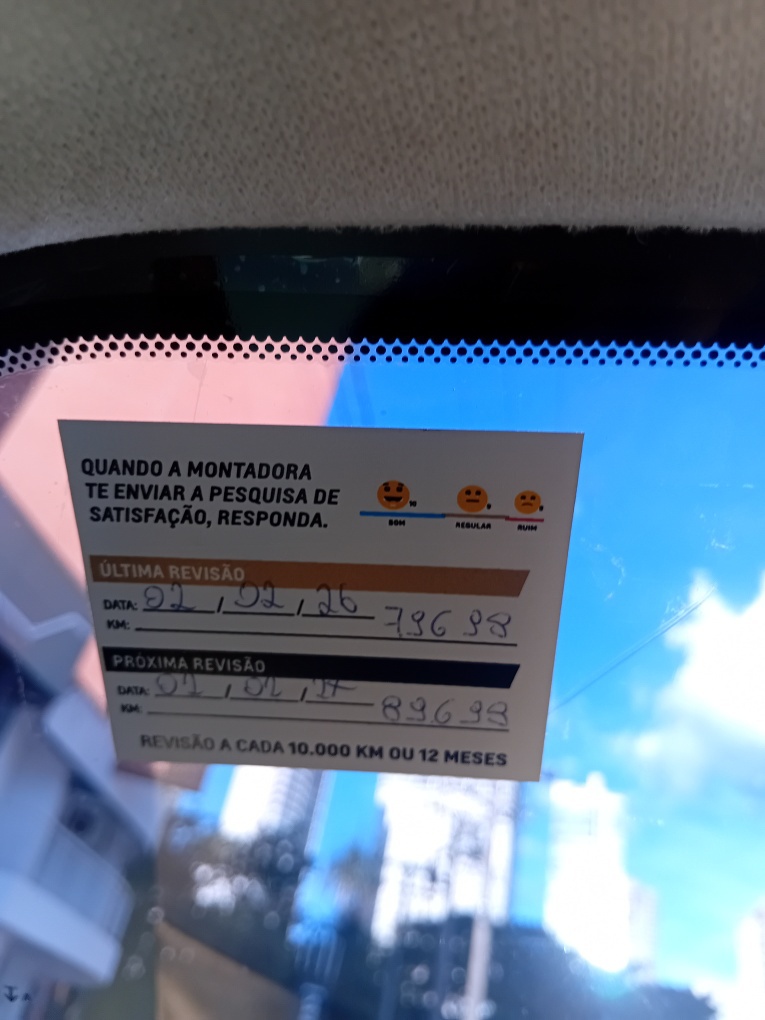 QUANDO A MONTADORA
TE ENVIAR A PESQUISA DE
SATISFAÇÃO, RESPONDA.
BOM REGULAR RUIM
ÚLTIMA REVISÃO
DATA: 02 / 02 / 26
KM: 79698
PRÓXIMA REVISÃO
DATA: 02 / 02 / 27
KM: 89698
REVISÃO A CADA 10.000 KM OU 12 MESES